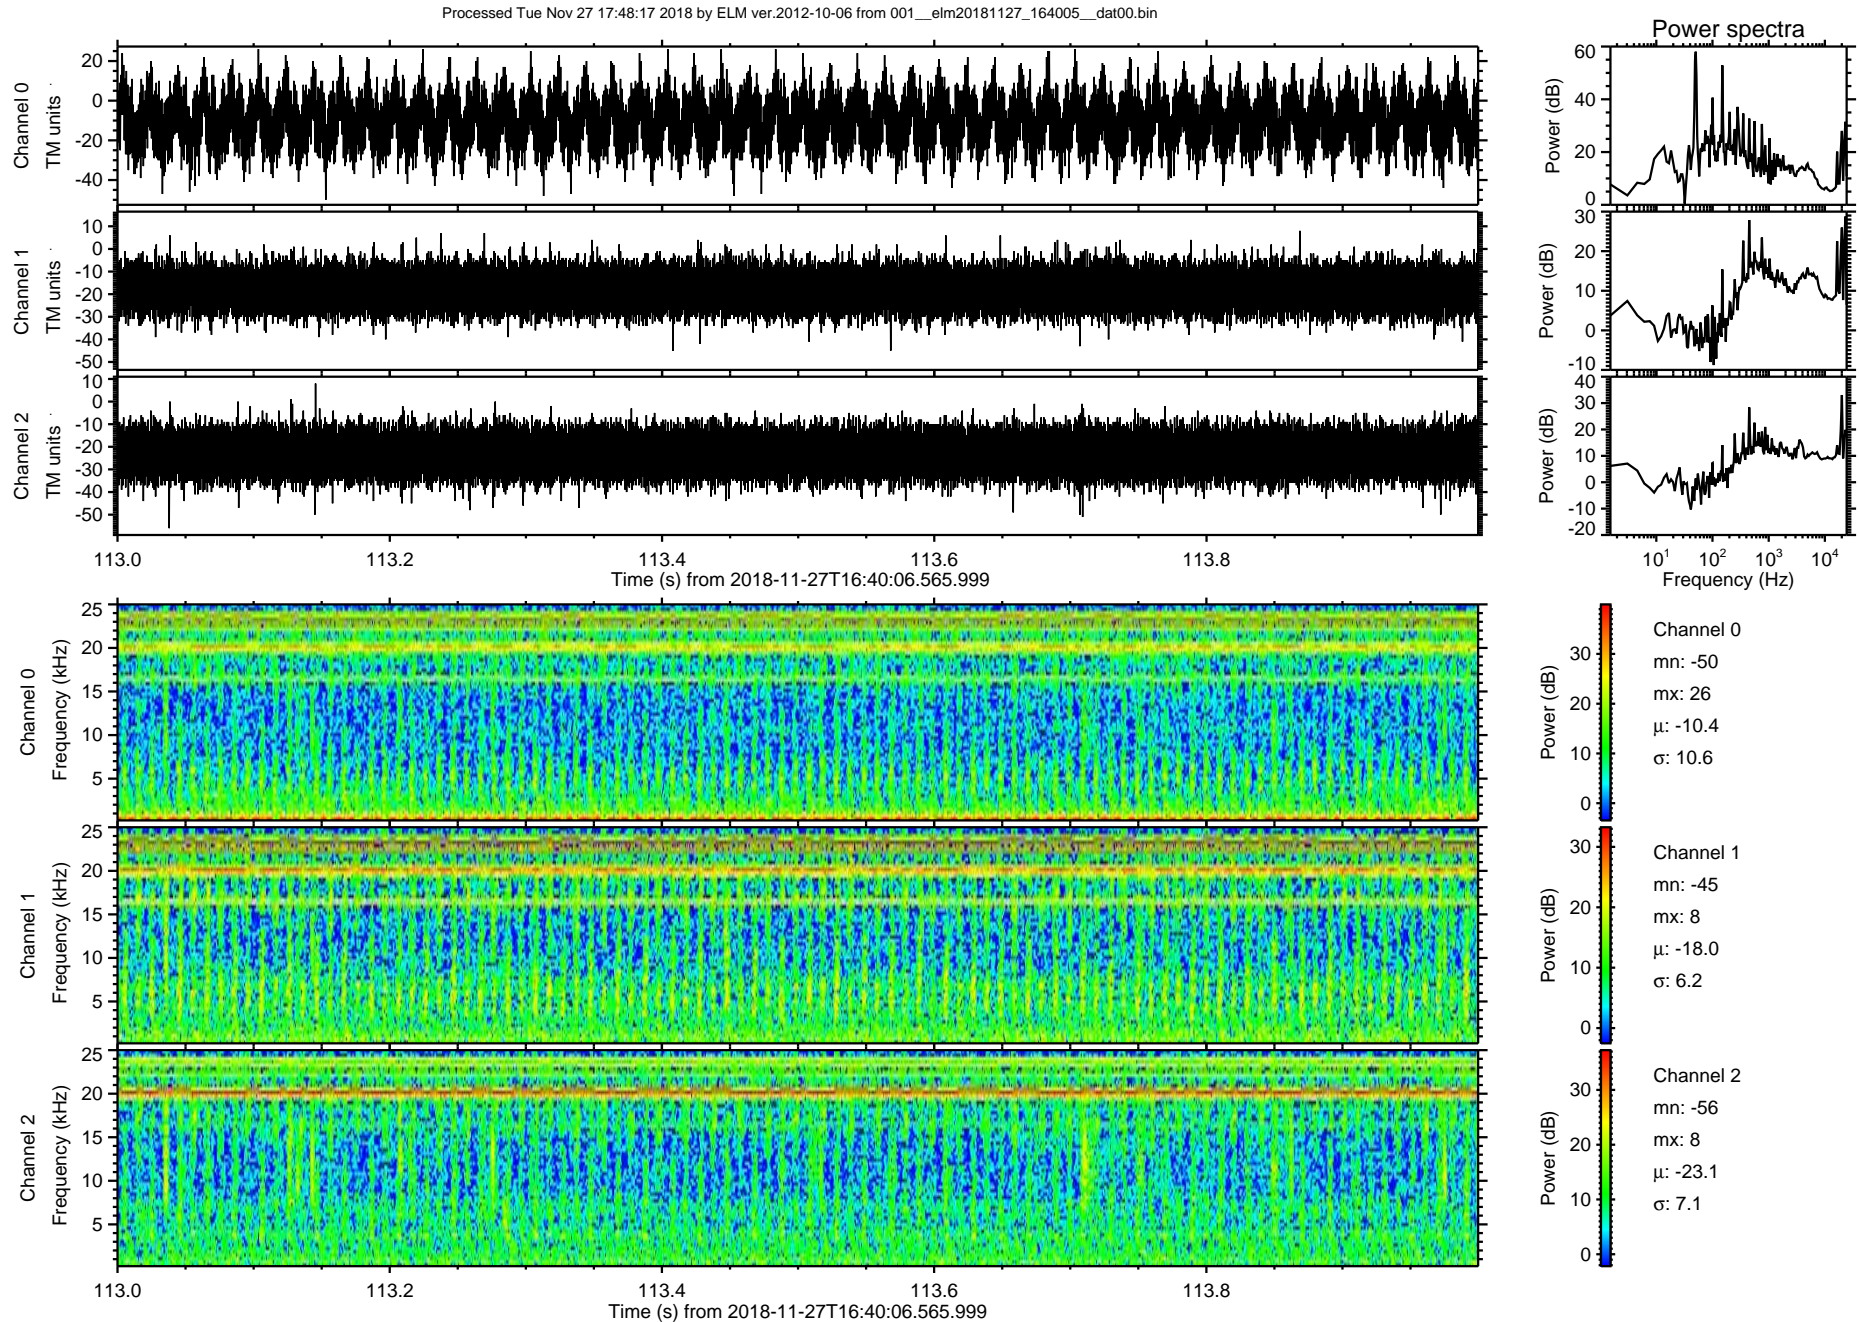 Processed Tue Nov 27 17:48:17 2018 by ELM ver.2012-10-06 from 001__elm20181127_164005__dat00.bin
Power spectra
Channel 0
TM units
20
0
-20
-40
Power (dB)
60
40
20
0
Channel 1
TM units
10
0
-10
-20
-30
-40
-50
Power (dB)
30
20
10
0
-10
Channel 2
TM units
10
0
-10
-20
-30
-40
-50
Power (dB)
40
30
20
10
0
-10
-20
113.0 113.2 113.4 113.6 113.8
Time (s) from 2018-11-27T16:40:06.565.999
10¹ 10² 10³ 10⁴
Frequency (Hz)
Channel 0
Frequency (kHz)
25
20
15
10
5
Power (dB)
30
20
10
0
Channel 0
mn: -50
mx: 26
μ: -10.4
σ: 10.6
Channel 1
Frequency (kHz)
25
20
15
10
5
Power (dB)
30
20
10
0
Channel 1
mn: -45
mx: 8
μ: -18.0
σ: 6.2
Channel 2
Frequency (kHz)
25
20
15
10
5
Power (dB)
30
20
10
0
Channel 2
mn: -56
mx: 8
μ: -23.1
σ: 7.1
113.0 113.2 113.4 113.6 113.8
Time (s) from 2018-11-27T16:40:06.565.999